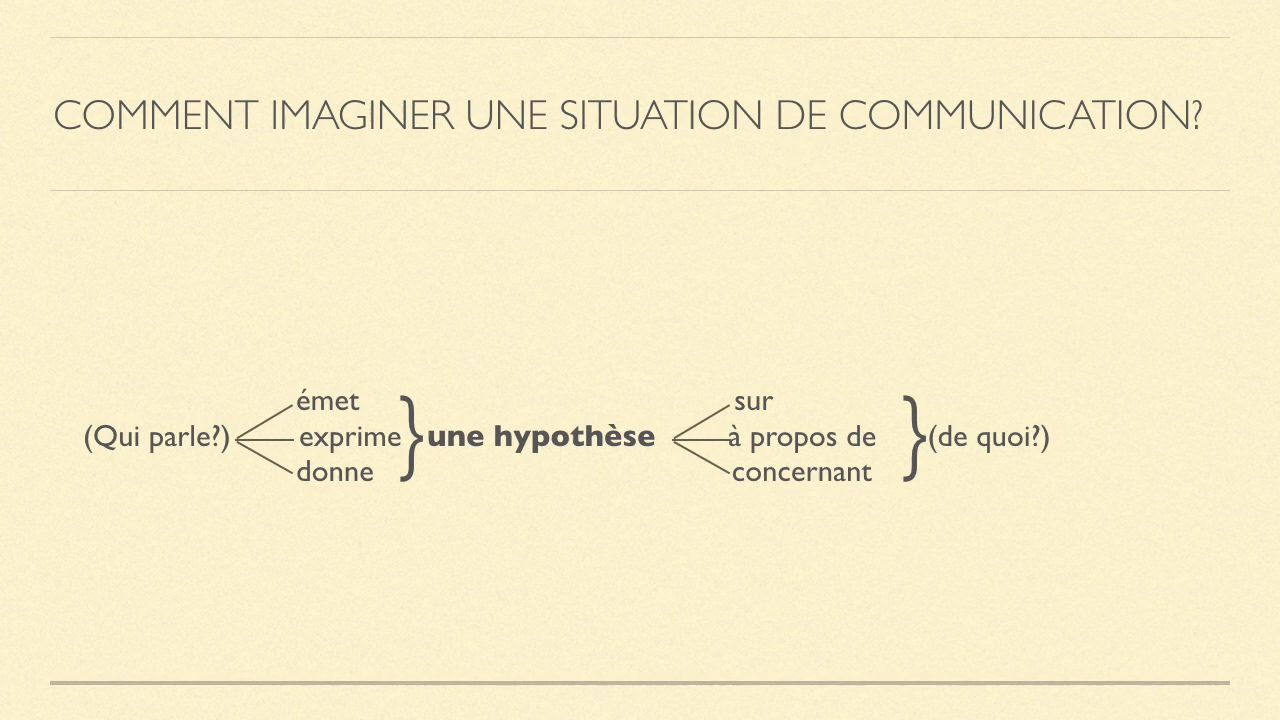 COMMENT IMAGINER UNE SITUATION DE COMMUNICATION?
émet
(Qui parle?) exprime } une hypothèse à propos de } (de quoi?)
donne
sur
concernant